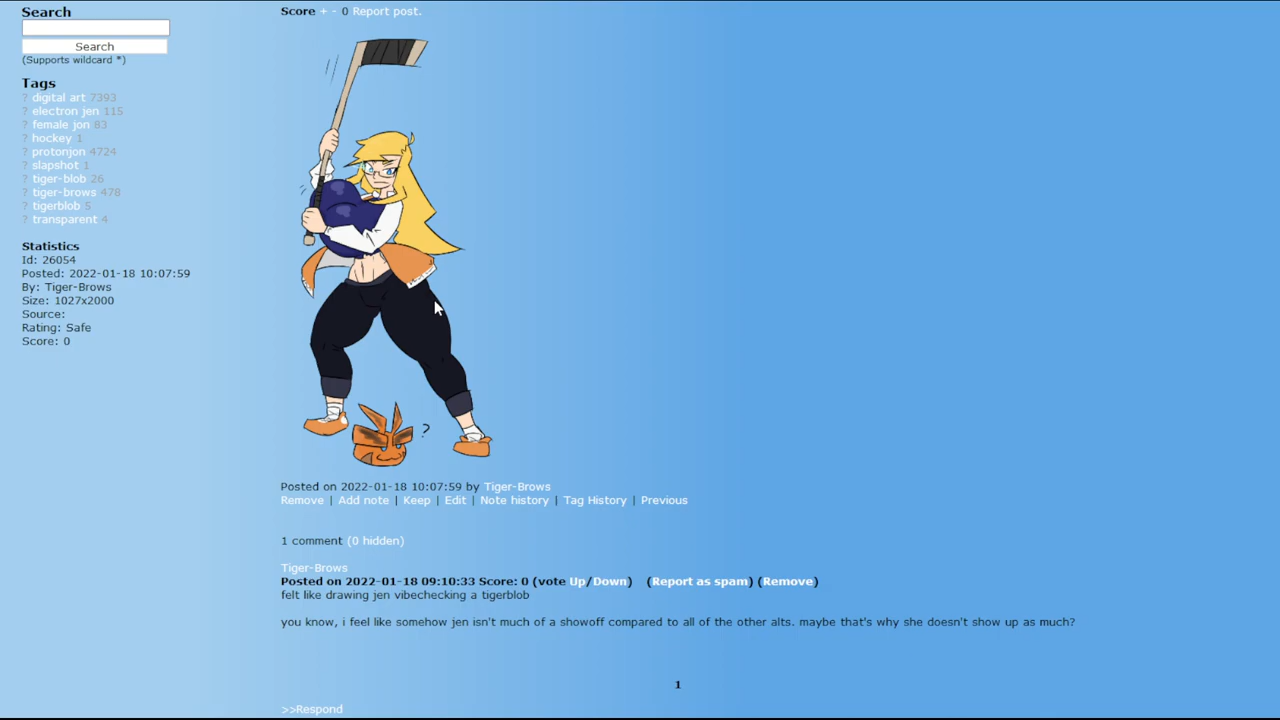 Search
Search
(Supports wildcard *)
Tags
? digital art 7393
? electron jen 115
? female jon 83
? hockey 1
? protonjon 4724
? slapshot 1
? tiger-blob 26
? tiger-brows 478
? tigerblob 5
? transparent 4
Statistics
Id: 26054
Posted: 2022-01-18 10:07:59
By: Tiger-Brows
Size: 1027x2000
Source:
Rating: Safe
Score: 0
Score + - 0 Report post.
?
Posted on 2022-01-18 10:07:59 by Tiger-Brows
Remove | Add note | Keep | Edit | Note history | Tag History | Previous
1 comment (0 hidden)
Tiger-Brows
Posted on 2022-01-18 09:10:33 Score: 0 (vote Up/Down) (Report as spam) (Remove)
felt like drawing jen vibechecking a tigerblob
you know, i feel like somehow jen isn't much of a showoff compared to all of the other alts. maybe that's why she doesn't show up as much?
1
>>Respond